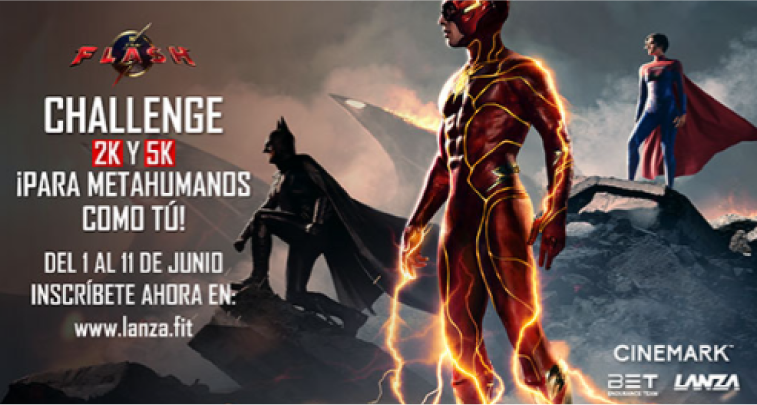 FLASH
CHALLENGE
2K Y 5K
¡PARA METAHUMANOS
COMO TÚ!
DEL 1 AL 11 DE JUNIO
INSCRÍBETE AHORA EN:
www.lanza.fit
CINEMARK™
BET LANZA
ENDURANCE TEAM